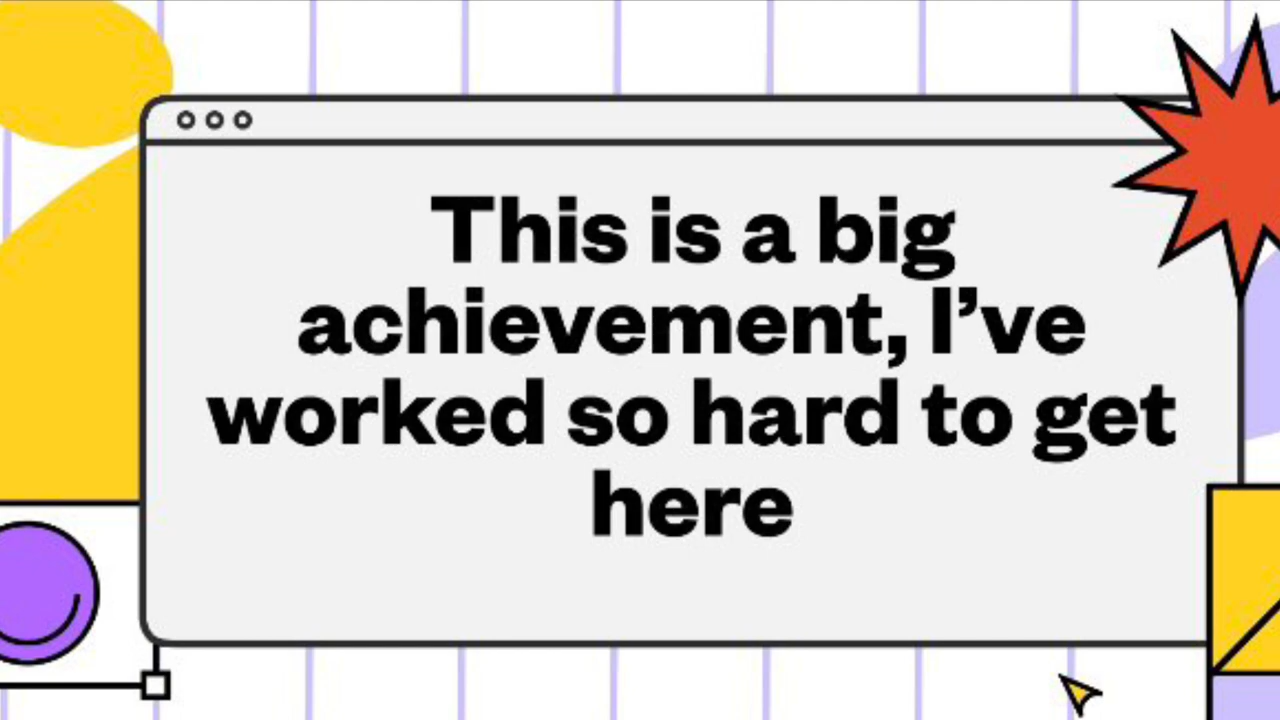 This is a big
achievement, I’ve
worked so hard to get
here